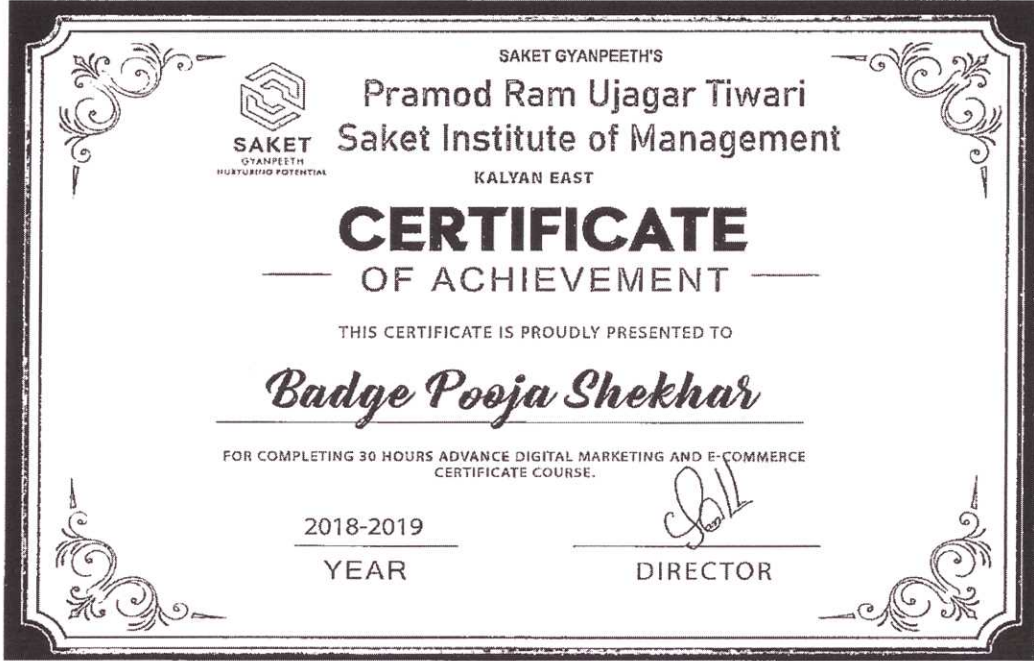 SAKET GYANPEETH'S
Pramod Ram Ujagar Tiwari
Saket Institute of Management
KALYAN EAST
SAKET
GYANPEETH
NURTURING POTENTIAL
CERTIFICATE
OF ACHIEVEMENT
THIS CERTIFICATE IS PROUDLY PRESENTED TO
Badge Pooja Shekhar
FOR COMPLETING 30 HOURS ADVANCE DIGITAL MARKETING AND E-COMMERCE
CERTIFICATE COURSE.
2018-2019
YEAR
DIRECTOR